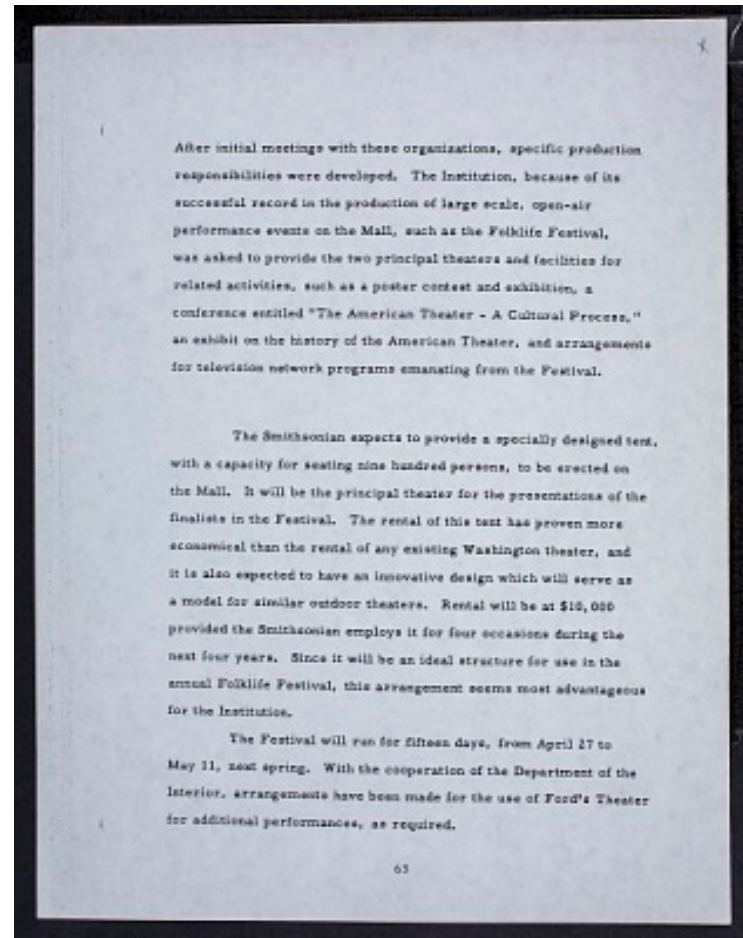 After initial meetings with these organizations, specific production
responsibilities were developed. The Institution, because of its
successful record in the production of large scale, open-air
performance events on the Mall, such as the Folklife Festival,
was asked to provide the two principal theaters and facilities for
related activities, such as a poster contest and exhibition, a
conference entitled "The American Theater - A Cultural Process,"
an exhibit on the history of the American Theater, and arrangements
for television network programs emanating from the Festival.
The Smithsonian expects to provide a specially designed tent,
with a capacity for seating nine hundred persons, to be erected on
the Mall. It will be the principal theater for the presentations of the
finalists in the Festival. The rental of this tent has proven more
economical than the rental of any existing Washington theater, and
it is also expected to have an innovative design which will serve as
a model for similar outdoor theaters. Rental will be at $10,000
provided the Smithsonian employs it for four occasions during the
next four years. Since it will be an ideal structure for use in the
annual Folklife Festival, this arrangement seems most advantageous
for the Institution.
The Festival will run for fifteen days, from April 27 to
May 11, next spring. With the cooperation of the Department of the
Interior, arrangements have been made for the use of Ford's Theater
for additional performances, as required.